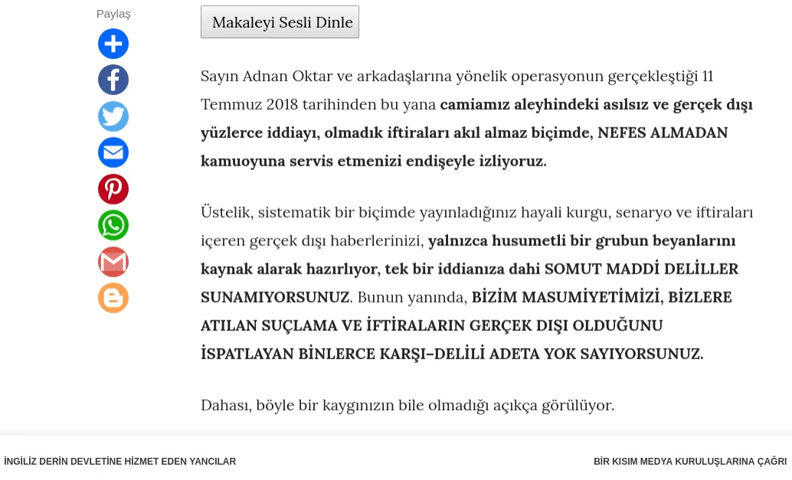 Paylaş
Makaleyi Sesli Dinle
Sayın Adnan Oktar ve arkadaşlarına yönelik operasyonun gerçekleştiği 11
Temmuz 2018 tarihinden bu yana camiamız aleyhindeki asılsız ve gerçek dışı
yüzlerce iddiayı, olmadık iftiraları akıl almaz biçimde, NEFES ALMADAN
kamuoyuna servis etmenizi endişeyle izliyoruz.
Üstelik, sistematik bir biçimde yayınladığınız hayali kurgu, senaryo ve iftiraları
içeren gerçek dışı haberlerinizi, yalnızca husumetli bir grubun beyanlarını
kaynak alarak hazırlıyor, tek bir iddianıza dahi SOMUT MADDİ DELİLLER
SUNAMIYORSUNUZ. Bunun yanında, BİZİM MASUMİYETİMİZİ, BİZLERE
ATILAN SUÇLAMA VE İFTİRALARIN GERÇEK DIŞI OLDUĞUNU
İSPATLAYAN BİNLERCE KARŞI–DELİLİ ADETA YOK SAYIYORSUNUZ.
Dahası, böyle bir kaygınızın bile olmadığı açıkça görülüyor.
İNGİLİZ DERİN DEVLETİNE HİZMET EDEN YANCILAR
BİR KISIM MEDYA KURULUŞLARINA ÇAĞRI